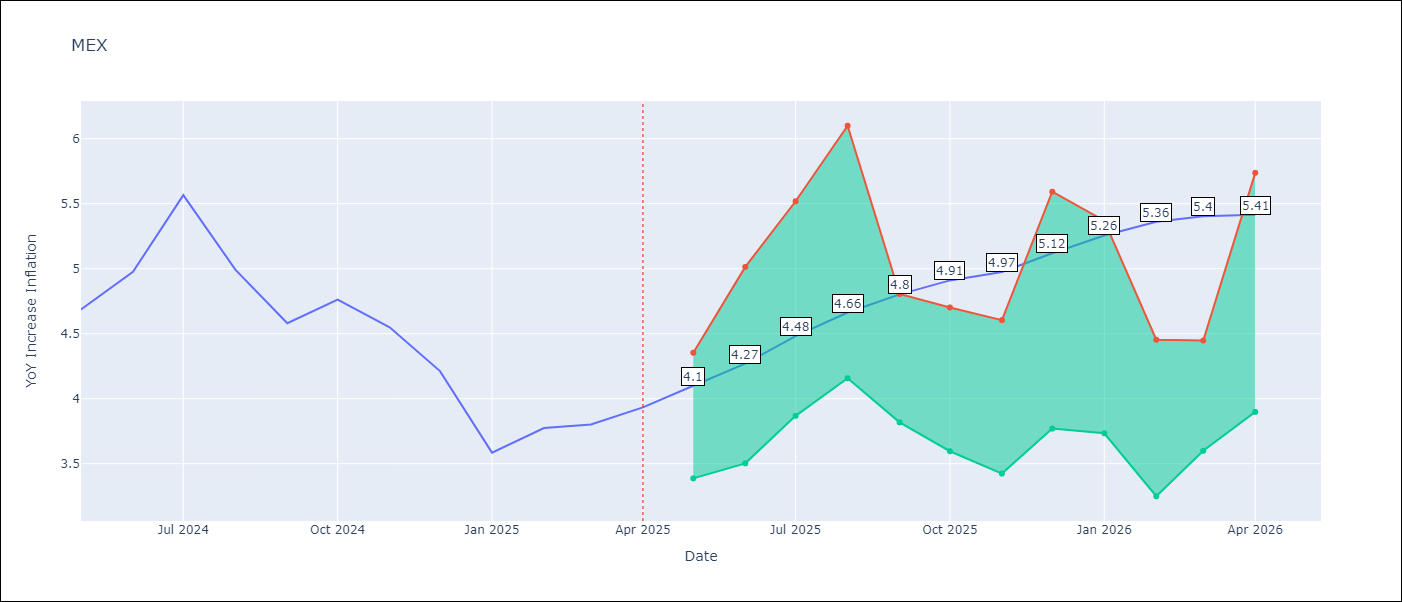 MEX
YoY Increase Inflation
6
5.5
5
4.5
4
3.5
4.1
4.27
4.48
4.66
4.8
4.91
4.97
5.12
5.26
5.36
5.4
5.41
Jul 2024
Oct 2024
Jan 2025
Apr 2025
Jul 2025
Oct 2025
Jan 2026
Apr 2026
Date